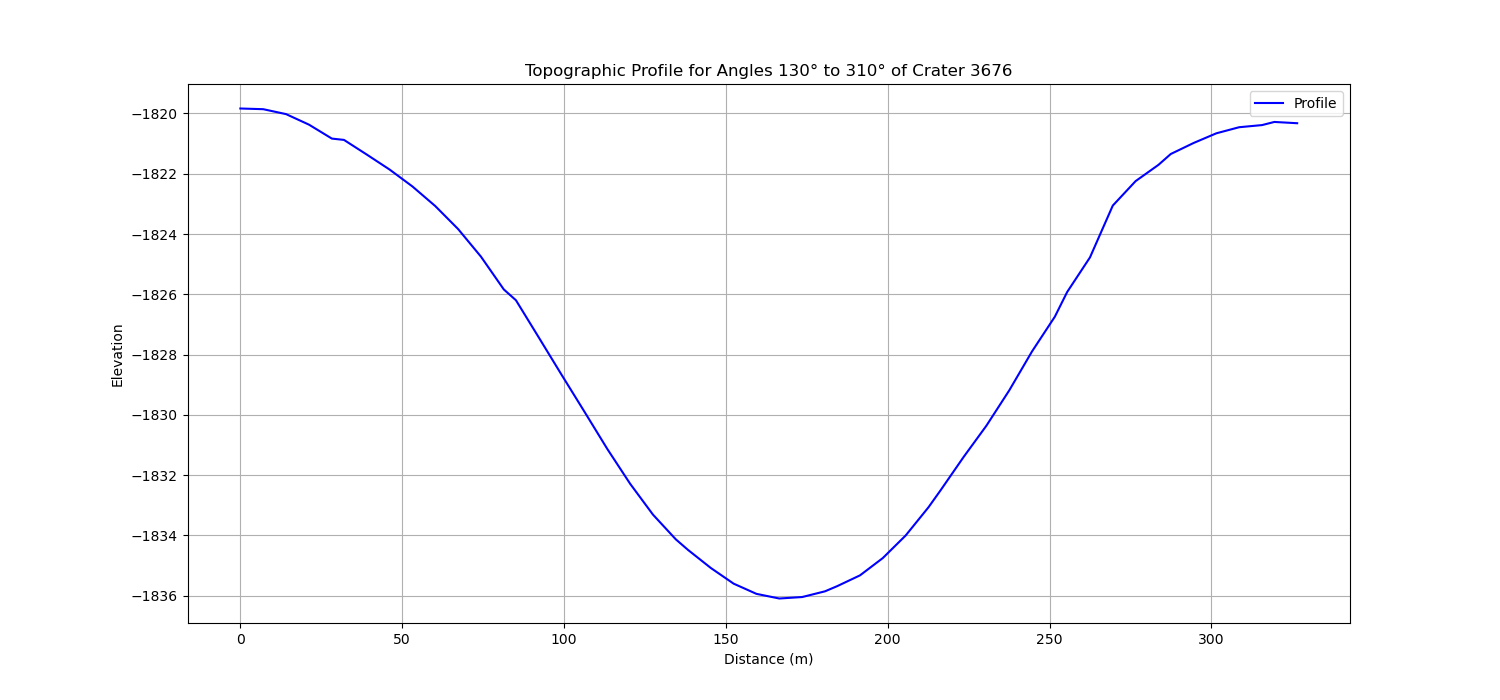 Topographic Profile for Angles 130° to 310° of Crater 3676
Profile
−1820
−1822
−1824
−1826
−1828
−1830
−1832
−1834
−1836
Elevation
0 50 100 150 200 250 300
Distance (m)